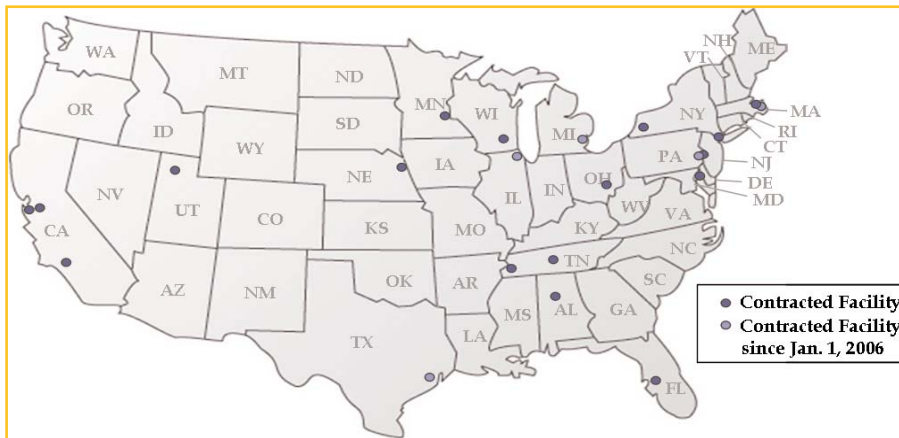 WA
MT
ND
MN
OR
ID
WY
SD
WI
MI
NH
VT
ME
NY
MA
RI
CT
NV
UT
NE
IA
IL
IN
OH
PA
NJ
DE
MD
CA
CO
KS
MO
KY
WV
VA
AZ
NM
OK
AR
TN
NC
SC
TX
LA
MS
AL
GA
FL
Contracted Facility
Contracted Facility
since Jan. 1, 2006